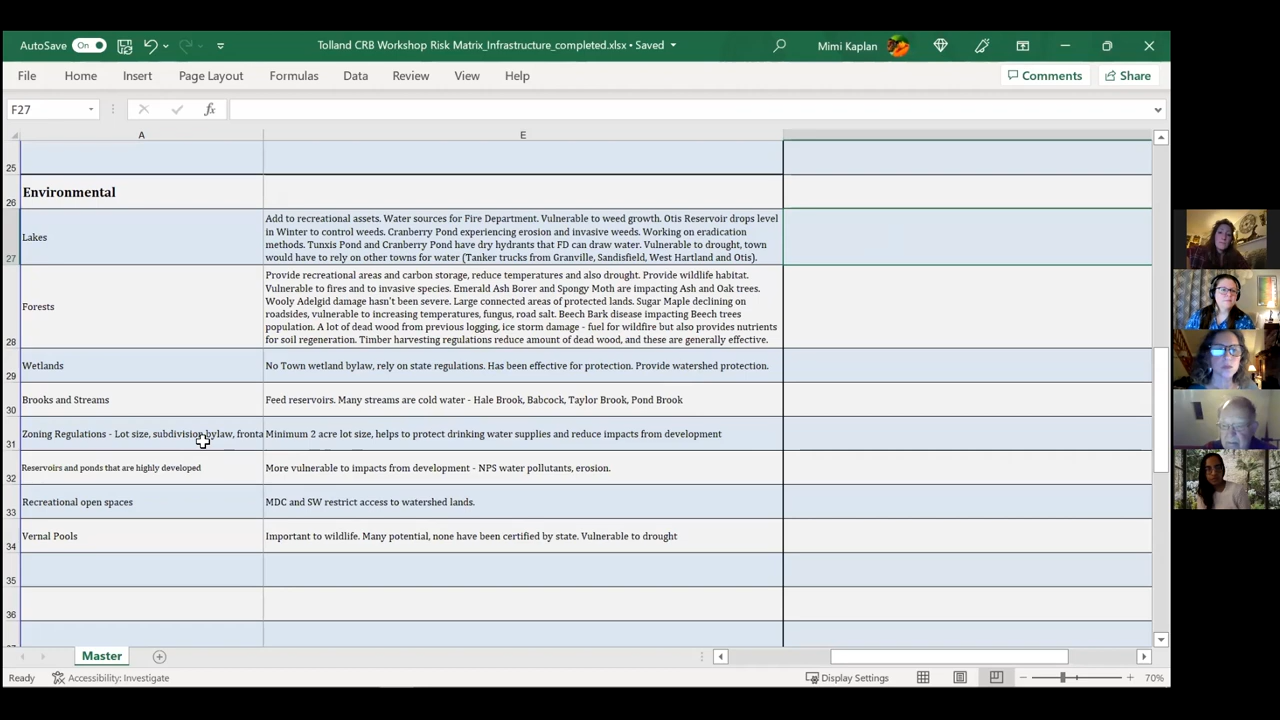 AutoSave On Tolland CRB Workshop Risk Matrix_Infrastructure_completed.xlsx • Saved Mimi Kaplan
File Home Insert Page Layout Formulas Data Review View Help Comments Share
F27 fx
A E
25
26 Environmental
27 Lakes
Add to recreational assets. Water sources for Fire Department. Vulnerable to weed growth. Otis Reservoir drops level
in Winter to control weeds. Cranberry Pond experiencing erosion and invasive weeds. Working on eradication
methods. Tunxis Pond and Cranberry Pond have dry hydrants that FD can draw water. Vulnerable to drought, town
would have to rely on other towns for water (Tanker trucks from Granville, Sandisfield, West Hartland and Otis).
28 Forests
Provide recreational areas and carbon storage, reduce temperatures and also drought. Provide wildlife habitat.
Vulnerable to fires and to invasive species. Emerald Ash Borer and Spongy Moth are impacting Ash and Oak trees.
Wooly Adelgid damage hasn't been severe. Large connected areas of protected lands. Sugar Maple declining on
roadsides, vulnerable to increasing temperatures, fungus, road salt. Beech Bark disease impacting Beech trees
population. A lot of dead wood from previous logging, ice storm damage - fuel for wildfire but also provides nutrients
for soil regeneration. Timber harvesting regulations reduce amount of dead wood, and these are generally effective.
29 Wetlands No Town wetland bylaw, rely on state regulations. Has been effective for protection. Provide watershed protection.
30 Brooks and Streams Feed reservoirs. Many streams are cold water - Hale Brook, Babcock, Taylor Brook, Pond Brook
31 Zoning Regulations - Lot size, subdivision bylaw, fronta Minimum 2 acre lot size, helps to protect drinking water supplies and reduce impacts from development
32 Reservoirs and ponds that are highly developed More vulnerable to impacts from development - NPS water pollutants, erosion.
33 Recreational open spaces MDC and SW restrict access to watershed lands.
34 Vernal Pools Important to wildlife. Many potential, none have been certified by state. Vulnerable to drought
35
36
Master
Ready Accessibility: Investigate Display Settings 70%